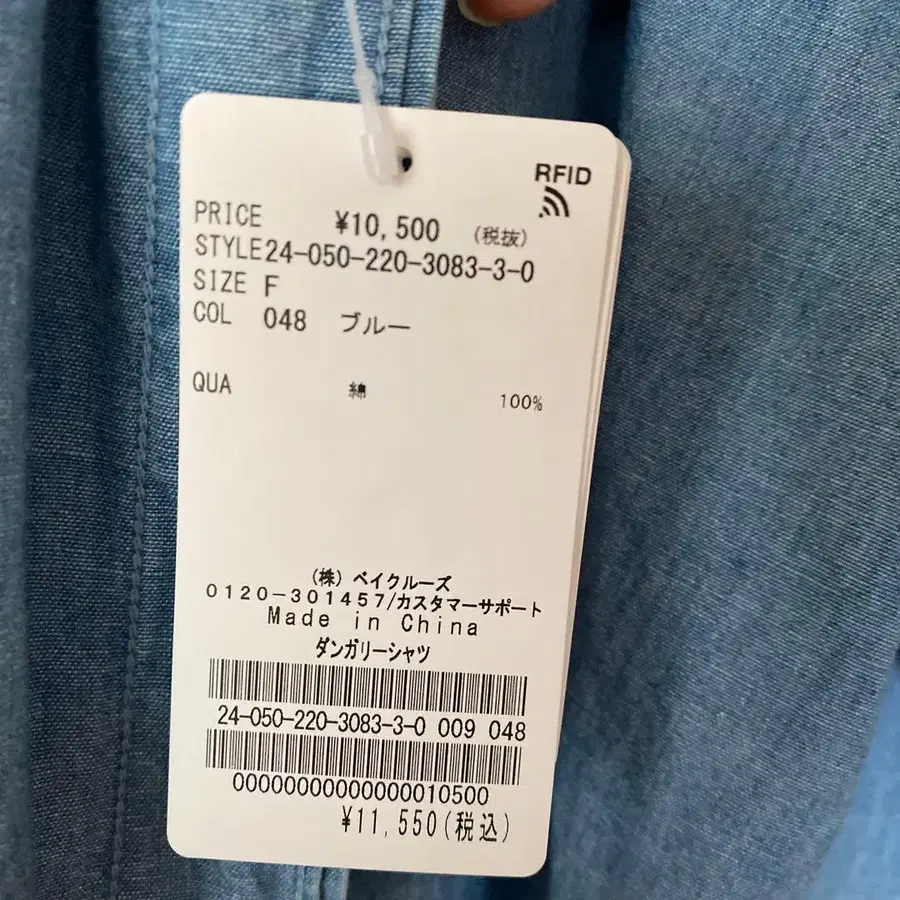 RFID
PRICE ¥10,500 (税抜)
STYLE24-050-220-3083-3-0
SIZE F
COL 048 ブルー
QUA 綿 100%
(株) ベイクルーズ
0120-301457/カスタマーサポート
Made in China
ダンガリーシャツ
24-050-220-3083-3-0 009 048
00000000000000010500
¥11,550(税込)